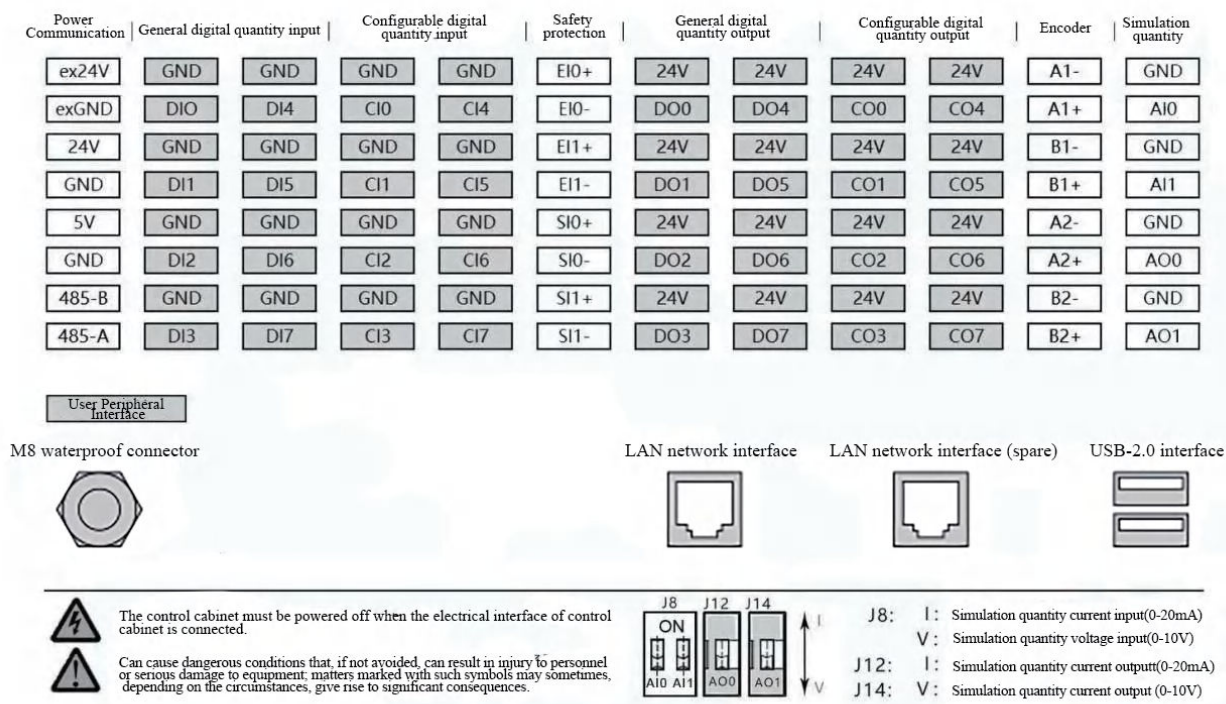 Power
Communication
General digital quantity input
Configurable digital
quantity input
Safety
protection
General digital
quantity output
Configurable digital
quantity output
Encoder
Simulation
quantity
ex24V GND GND GND GND EI0+ 24V 24V 24V 24V A1- GND
exGND DIO DI4 CI0 CI4 EI0- DO0 DO4 CO0 CO4 A1+ AI0
24V GND GND GND GND EI1+ 24V 24V 24V 24V B1- GND
GND DI1 DI5 CI1 CI5 EI1- DO1 DO5 CO1 CO5 B1+ AI1
5V GND GND GND GND SI0+ 24V 24V 24V 24V A2- GND
GND DI2 DI6 CI2 CI6 SI0- DO2 DO6 CO2 CO6 A2+ AO0
485-B GND GND GND GND SI1+ 24V 24V 24V 24V B2- GND
485-A DI3 DI7 CI3 CI7 SI1- DO3 DO7 CO3 CO7 B2+ AO1
User Peripheral
Interface
M8 waterproof connector
LAN network interface
LAN network interface (spare)
USB-2.0 interface
The control cabinet must be powered off when the electrical interface of control
cabinet is connected.
Can cause dangerous conditions that, if not avoided, can result in injury to personnel
or serious damage to equipment; matters marked with such symbols may sometimes,
depending on the circumstances, give rise to significant consequences.
J8 J12 J14
ON
AI0 AI1 AO0 AO1
I
V
J8: I: Simulation quantity current input(0-20mA)
V: Simulation quantity voltage input(0-10V)
J12: I: Simulation quantity current outputt(0-20mA)
J14: V: Simulation quantity current output (0-10V)